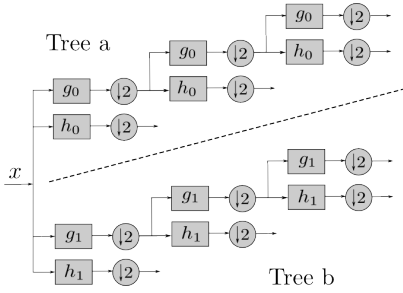 g₀ ↓2
Tree a
g₀ ↓2 h₀ ↓2
g₀ ↓2 h₀ ↓2
h₀ ↓2
x
g₁ ↓2
g₁ ↓2 h₁ ↓2
g₁ ↓2 h₁ ↓2
h₁ ↓2
Tree b